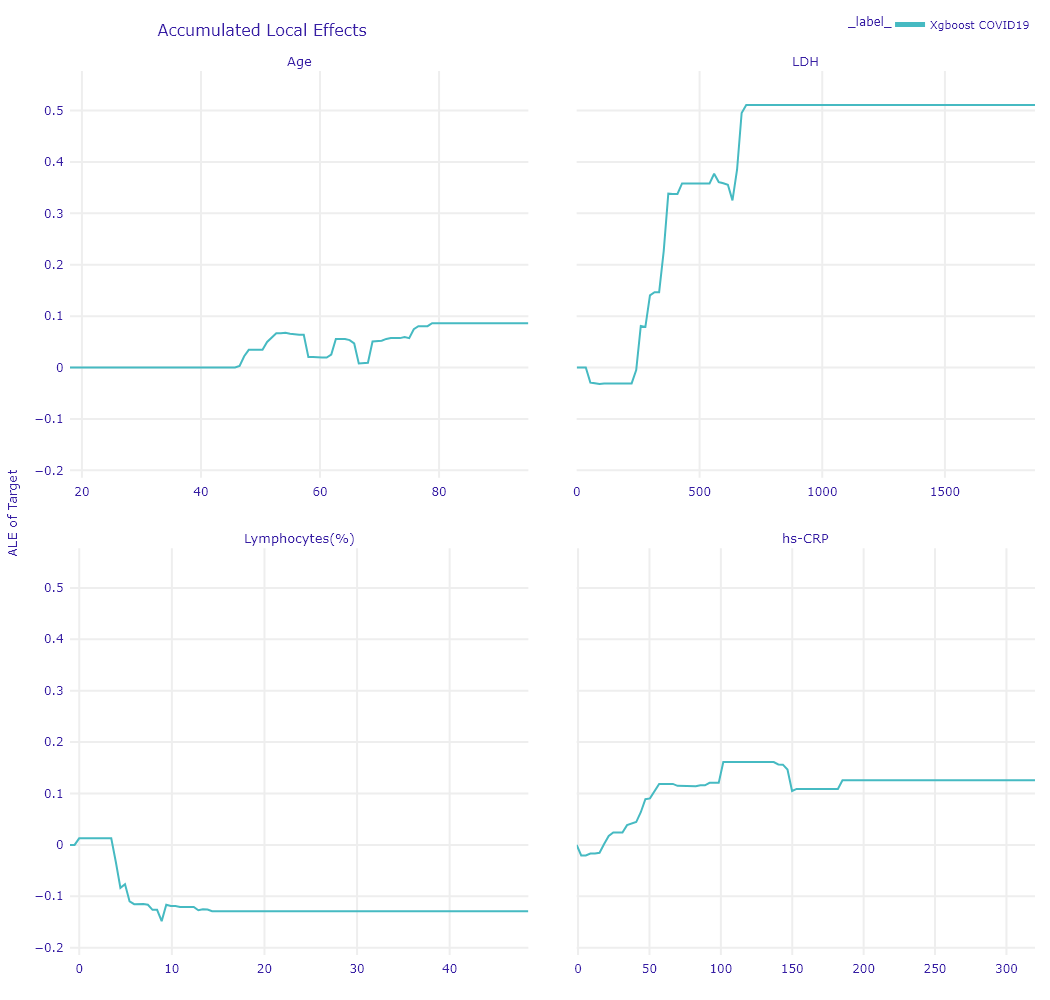 Accumulated Local Effects
_label_ Xgboost COVID19
Age
LDH
0.5
0.4
0.3
0.2
0.1
0
−0.1
−0.2
20 40 60 80
0 500 1000 1500
ALE of Target
Lymphocytes(%)
hs-CRP
0.5
0.4
0.3
0.2
0.1
0
−0.1
−0.2
0 10 20 30 40
0 50 100 150 200 250 300